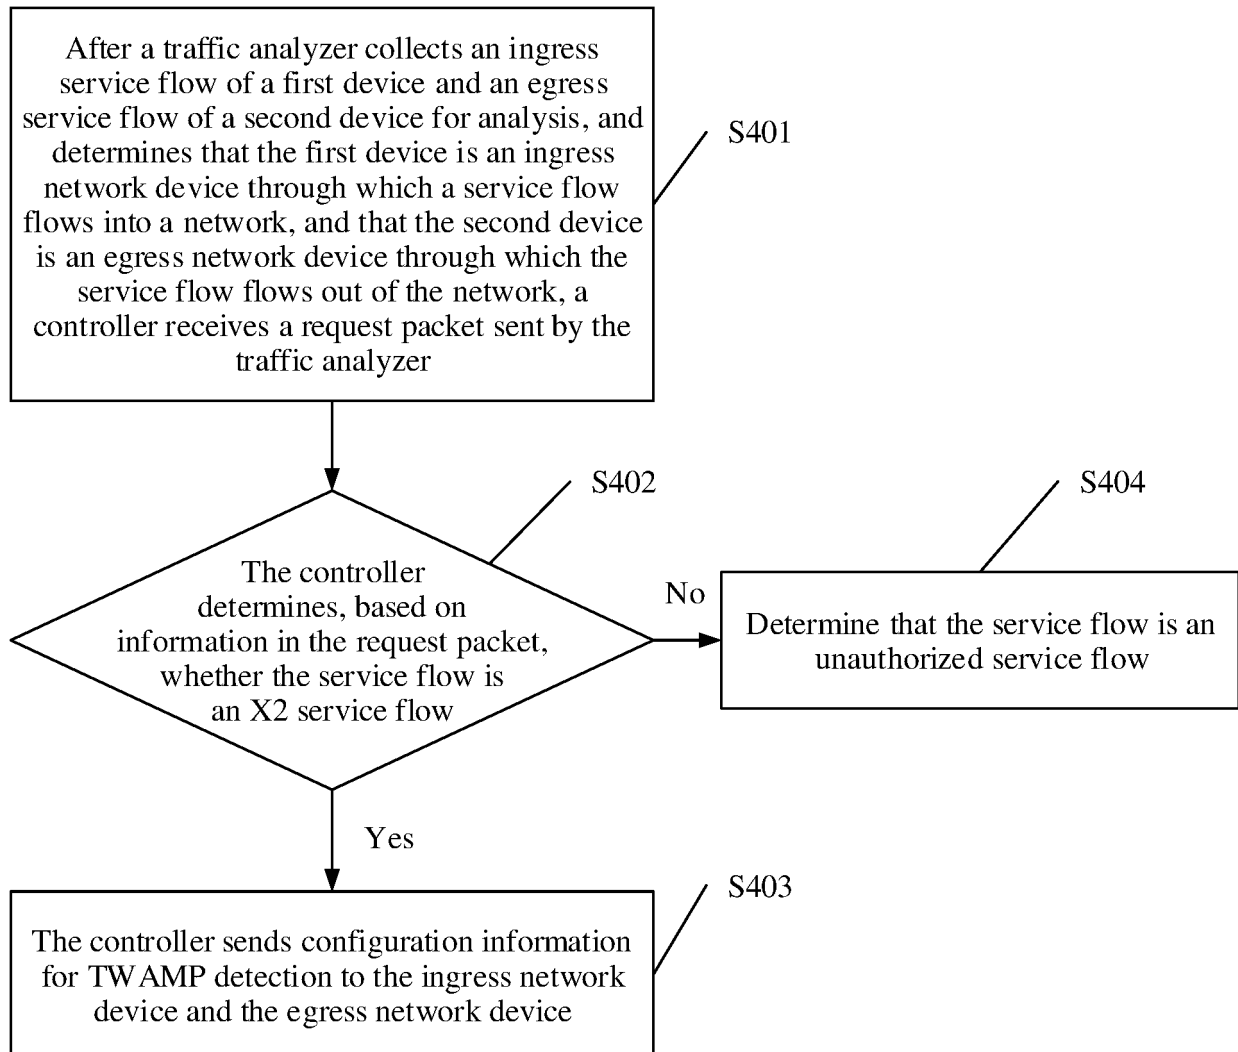 After a traffic analyzer collects an ingress
service flow of a first device and an egress
service flow of a second device for analysis, and
determines that the first device is an ingress
network device through which a service flow
flows into a network, and that the second device
is an egress network device through which the
service flow flows out of the network, a
controller receives a request packet sent by the
traffic analyzer
S401
S402
The controller
determines, based on
information in the request packet,
whether the service flow is
an X2 service flow
No
S404
Determine that the service flow is an
unauthorized service flow
Yes
S403
The controller sends configuration information
for TWAMP detection to the ingress network
device and the egress network device